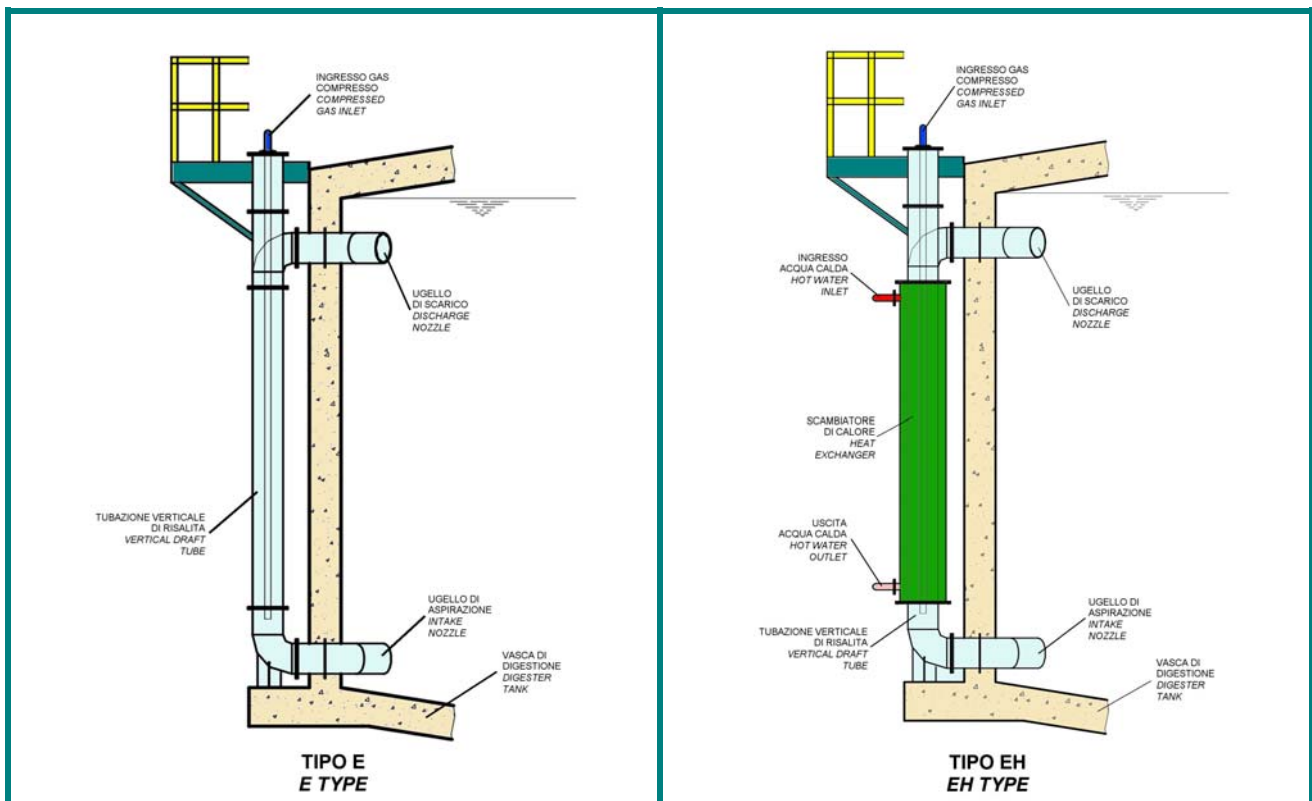 INGRESSO GAS
COMPRESSO
COMPRESSED
GAS INLET
UGELLO
DI SCARICO
DISCHARGE
NOZZLE
TUBAZIONE VERTICALE
DI RISALITA
VERTICAL DRAFT
TUBE
UGELLO DI
ASPIRAZIONE
INTAKE
NOZZLE
VASCA DI
DIGESTIONE
DIGESTER
TANK
TIPO E
E TYPE
INGRESSO GAS
COMPRESSO
COMPRESSED
GAS INLET
INGRESSO
ACQUA CALDA
HOT WATER
INLET
UGELLO
DI SCARICO
DISCHARGE
NOZZLE
SCAMBIATORE
DI CALORE
HEAT
EXCHANGER
USCITA
ACQUA CALDA
HOT WATER
OUTLET
UGELLO DI
ASPIRAZIONE
INTAKE
NOZZLE
TUBAZIONE VERTICALE
DI RISALITA
VERTICAL DRAFT
TUBE
VASCA DI
DIGESTIONE
DIGESTER
TANK
TIPO EH
EH TYPE